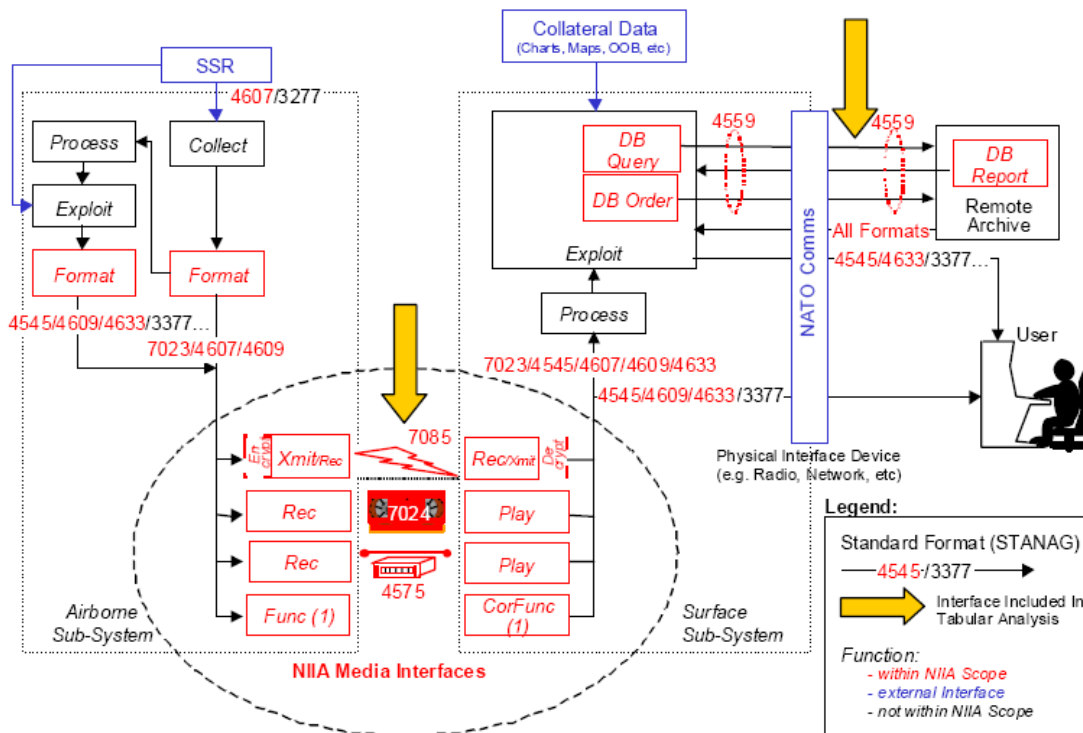 Collateral Data
(Charts, Maps, OOB, etc)
SSR
4607/3277
Process
Collect
Exploit
Format
Format
4545/4609/4633/3377...
7023/4607/4609
DB
Query
DB Order
Exploit
Process
4559
4559
NATO Comms
DB
Report
Remote
Archive
All Formats
4545/4633/3377...
User
7023/4545/4607/4609/4633
4545/4609/4633/3377
Physical Interface Device
(e.g. Radio, Network, etc)
En
crypt
Xmit/Rec
7085
Rec/Xmit
De
crypt
Rec
7024
Play
Rec
4575
Play
Func (1)
CorFunc
(1)
Airborne
Sub-System
Surface
Sub-System
NIIA Media Interfaces
Legend:
Standard Format (STANAG)
4545/3377
Interface Included In
Tabular Analysis
Function:
- within NIIA Scope
- external Interface
- not within NIIA Scope